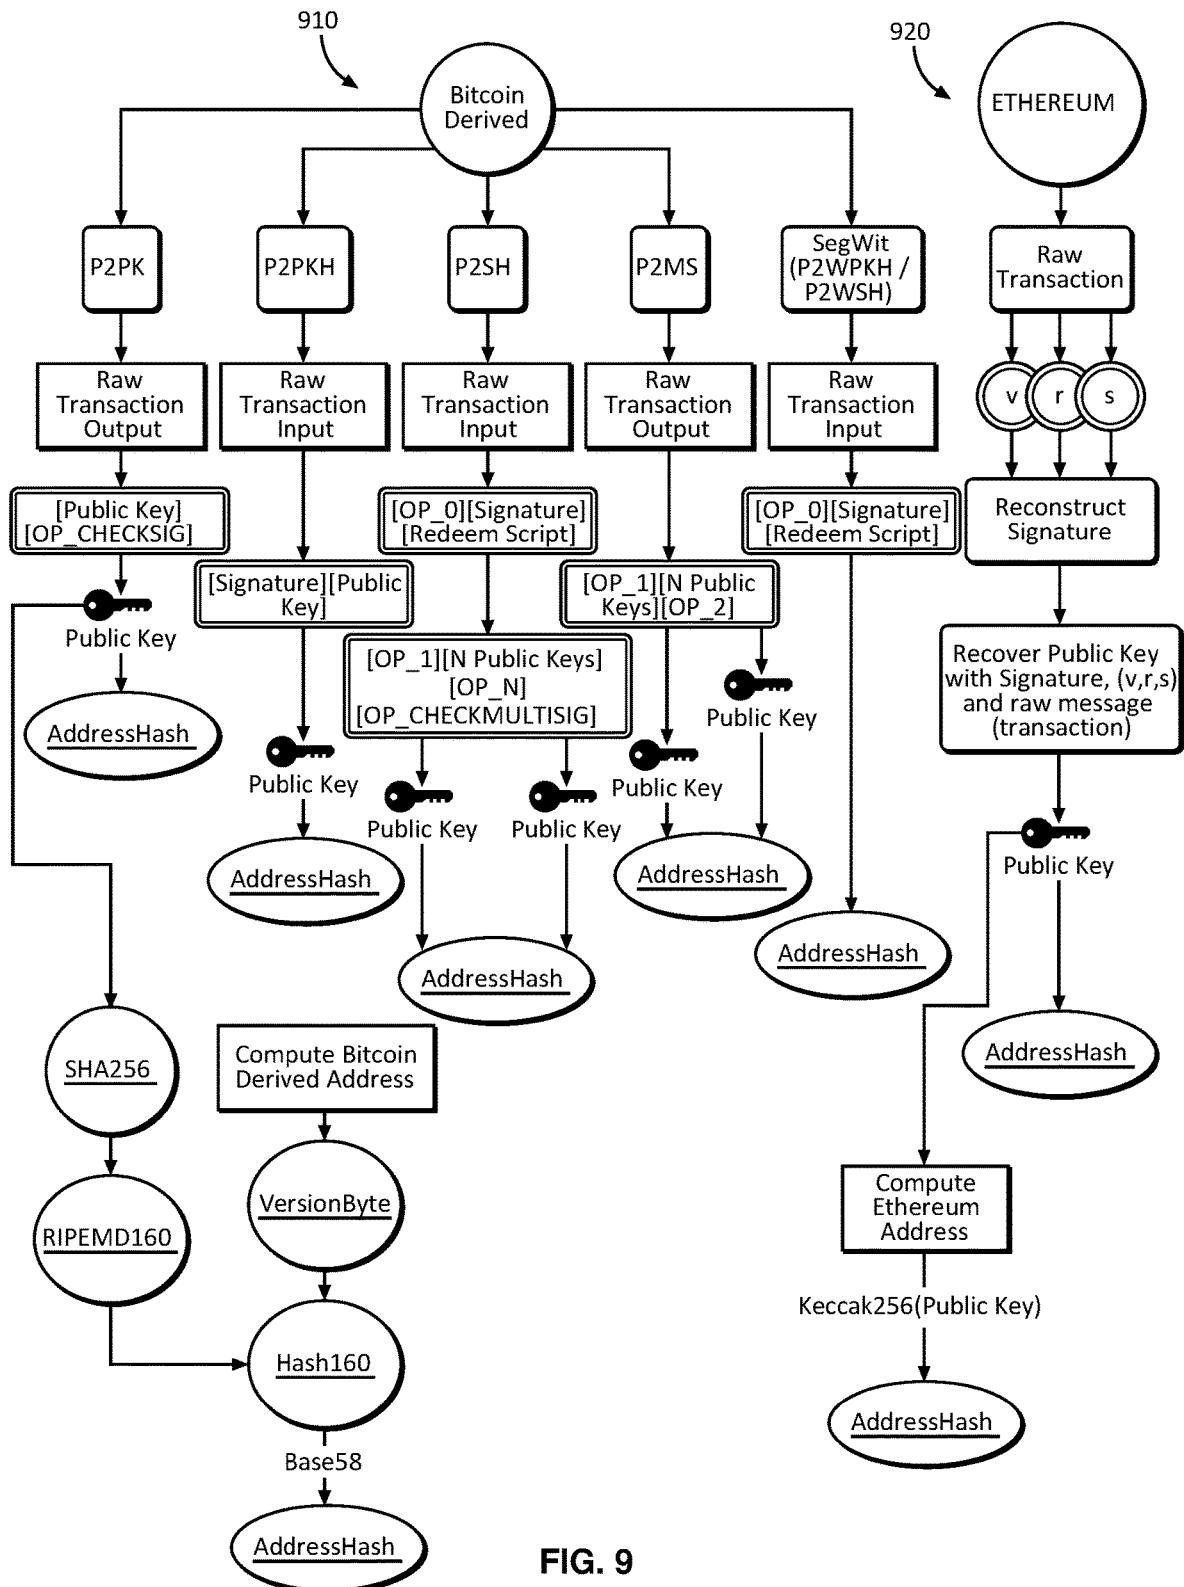 910
920
Bitcoin
Derived
ETHEREUM
P2PK
P2PKH
P2SH
P2MS
SegWit
(P2WPKH /
P2WSH)
Raw
Transaction
Raw
Transaction
Output
Raw
Transaction
Input
Raw
Transaction
Input
Raw
Transaction
Output
Raw
Transaction
Input
v
r
s
[Public Key]
[OP_CHECKSIG]
[OP_0][Signature]
[Redeem Script]
[OP_0][Signature]
[Redeem Script]
Reconstruct
Signature
[Signature][Public
Key]
[OP_1][N Public
Keys][OP_2]
Public Key
[OP_1][N Public Keys]
[OP_N]
[OP_CHECKMULTISIG]
Recover Public Key
with Signature, (v,r,s)
and raw message
(transaction)
AddressHash
Public Key
Public Key
Public Key
Public Key
Public Key
Public Key
AddressHash
AddressHash
AddressHash
AddressHash
AddressHash
SHA256
Compute Bitcoin
Derived Address
RIPEMD160
VersionByte
Compute
Ethereum
Address
Keccak256(Public Key)
Hash160
AddressHash
Base58
AddressHash
FIG. 9